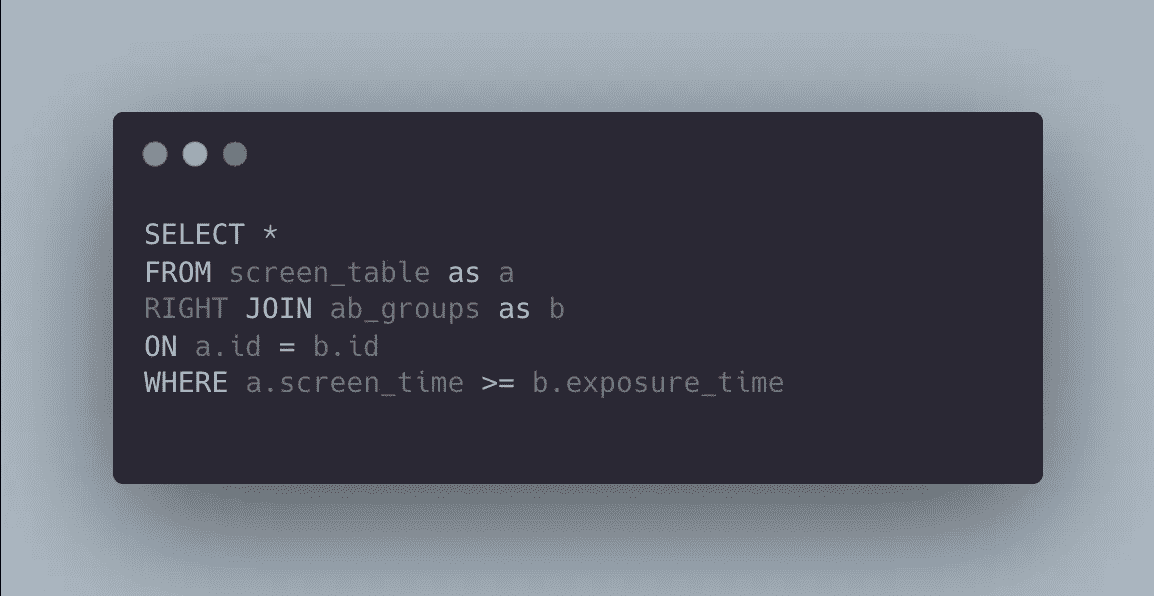 SELECT *
FROM screen_table as a
RIGHT JOIN ab_groups as b
ON a.id = b.id
WHERE a.screen_time >= b.exposure_time